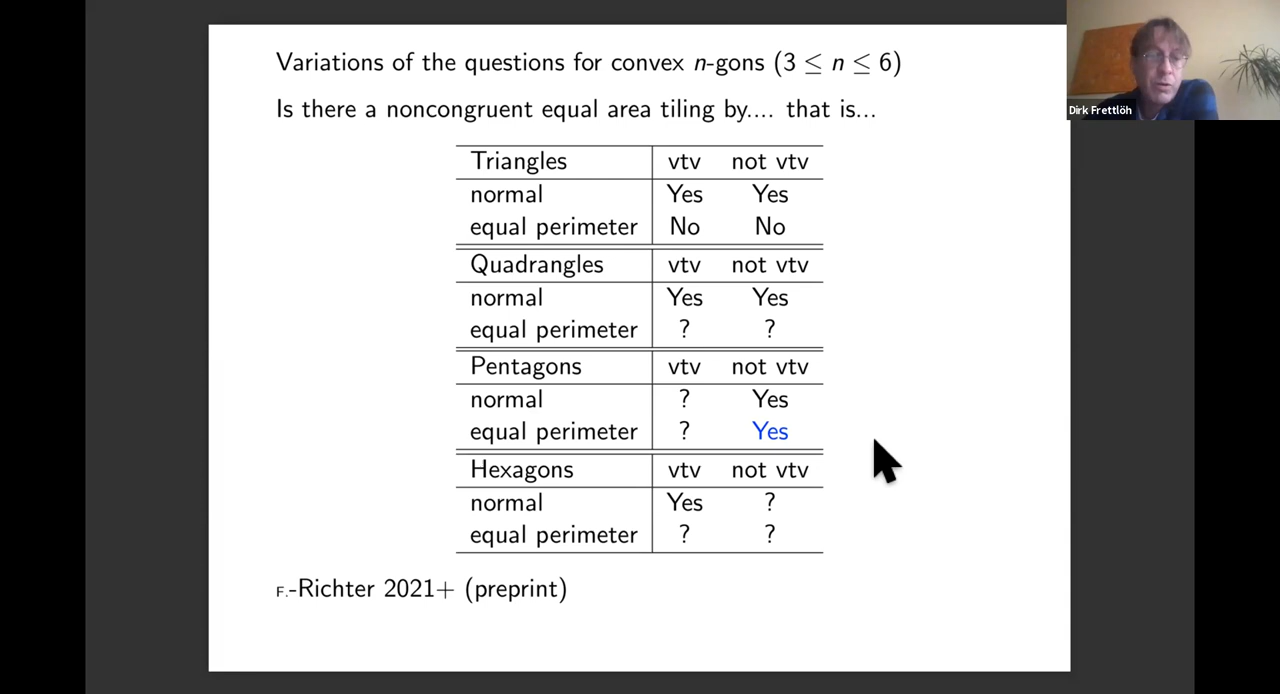 Variations of the questions for convex n-gons (3 ≤ n ≤ 6)
Dirk Frettlöh
Is there a noncongruent equal area tiling by.... that is...
Triangles vtv not vtv
normal Yes Yes
equal perimeter No No
Quadrangles vtv not vtv
normal Yes Yes
equal perimeter ? ?
Pentagons vtv not vtv
normal ? Yes
equal perimeter ? Yes
Hexagons vtv not vtv
normal Yes ?
equal perimeter ? ?
F.-Richter 2021+ (preprint)